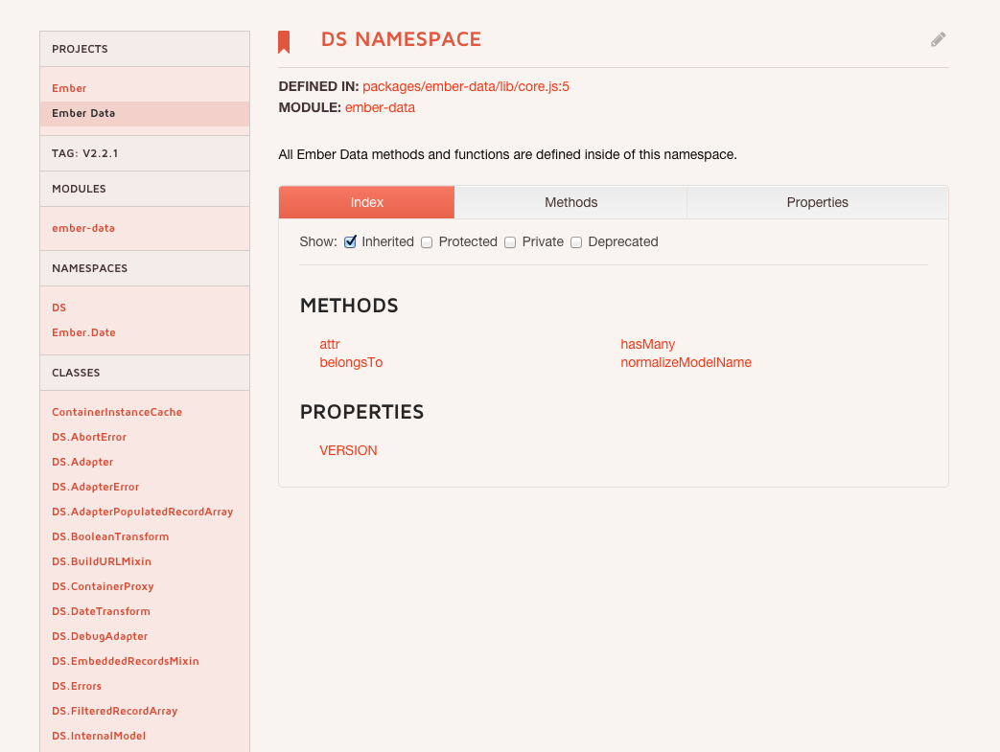 PROJECTS
Ember
Ember Data
TAG: V2.2.1
MODULES
ember-data
NAMESPACES
DS
Ember.Date
CLASSES
ContainerInstanceCache
DS.AbortError
DS.Adapter
DS.AdapterError
DS.AdapterPopulatedRecordArray
DS.BooleanTransform
DS.BuildURLMixin
DS.ContainerProxy
DS.DateTransform
DS.DebugAdapter
DS.EmbeddedRecordsMixin
DS.Errors
DS.FilteredRecordArray
DS.InternalModel
DS NAMESPACE
DEFINED IN: packages/ember-data/lib/core.js:5
MODULE: ember-data
All Ember Data methods and functions are defined inside of this namespace.
Index Methods Properties
Show: Inherited Protected Private Deprecated
METHODS
attr hasMany
belongsTo normalizeModelName
PROPERTIES
VERSION